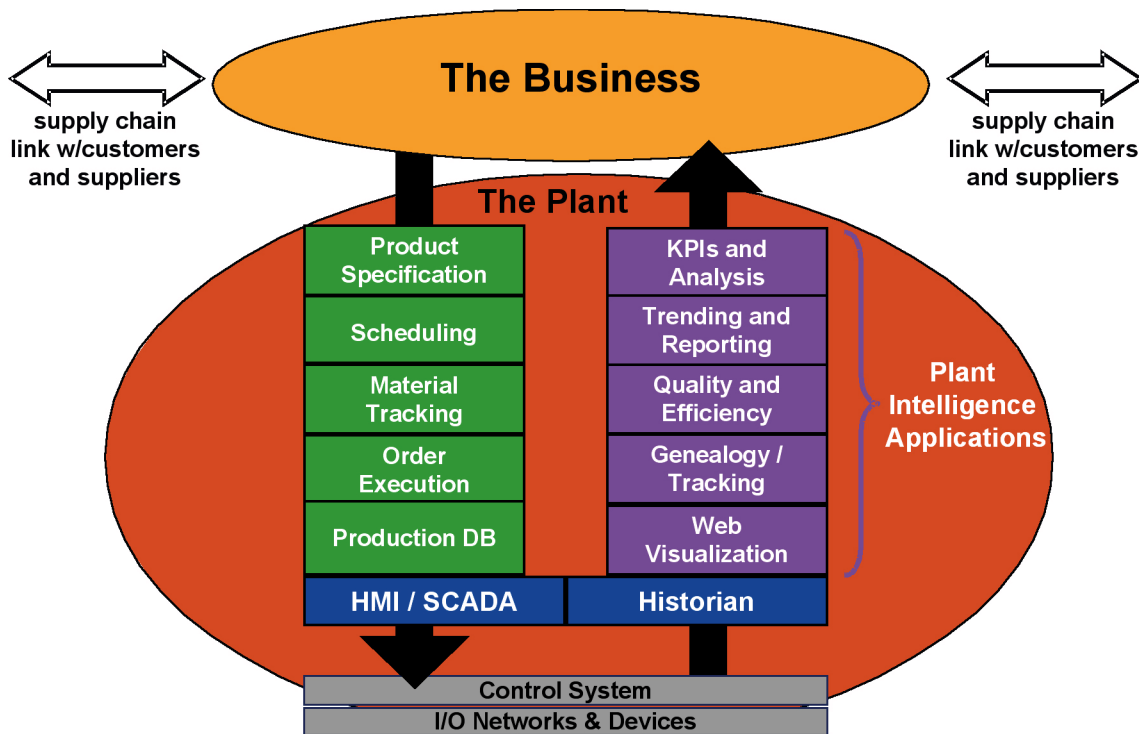 The Business
supply chain
link w/customers
and suppliers
supply chain
link w/customers
and suppliers
The Plant
Product
Specification
Scheduling
Material
Tracking
Order
Execution
Production DB
KPIs and
Analysis
Trending and
Reporting
Quality and
Efficiency
Genealogy /
Tracking
Web
Visualization
Plant
Intelligence
Applications
HMI / SCADA
Historian
Control System
I/O Networks & Devices